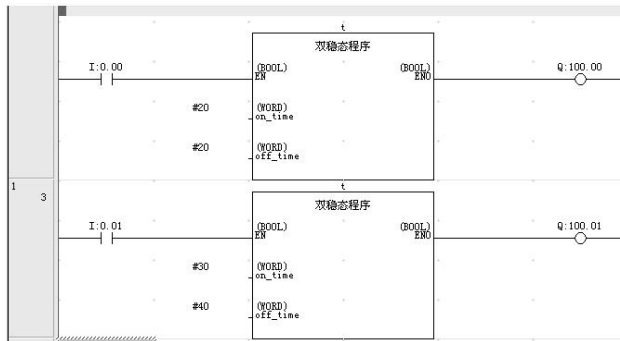 t
双稳态程序
I:0.00 (BOOL) (BOOL) Q:100.00
EN ENO
#20 (WORD)
on_time
#20 (WORD)
off_time
1 t
3 双稳态程序
I:0.01 (BOOL) (BOOL) Q:100.01
EN ENO
#30 (WORD)
on_time
#40 (WORD)
off_time